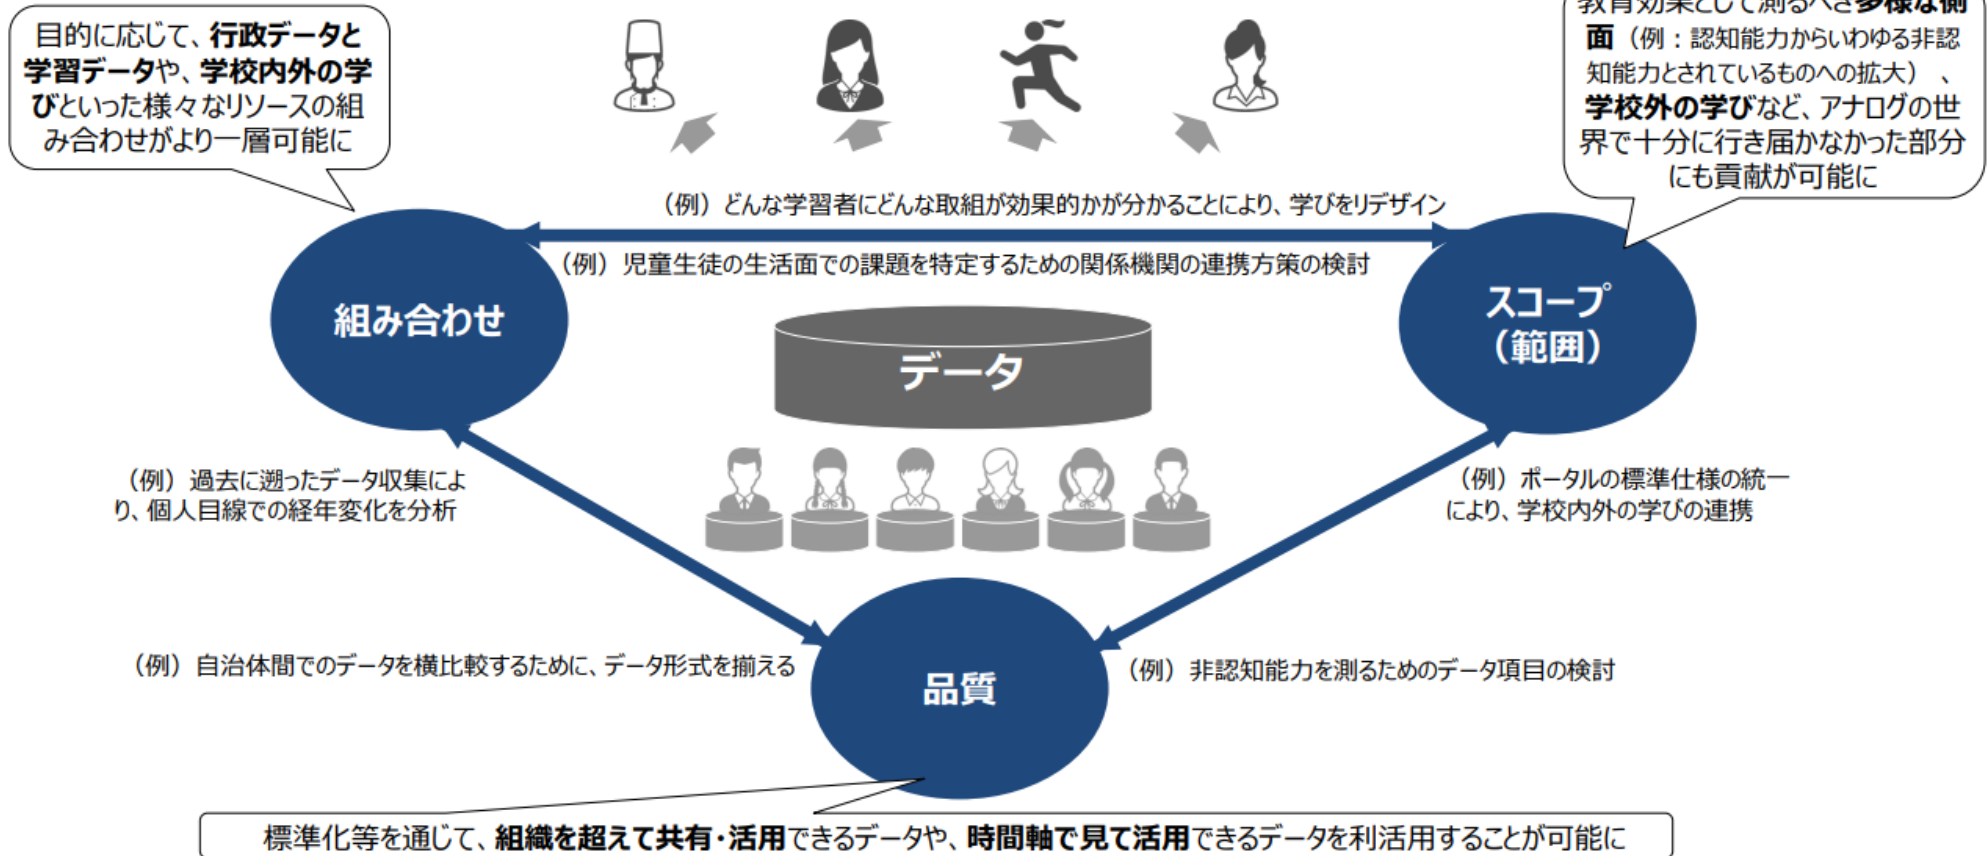 目的に応じて、行政データと
学習データや、学校内外の学
びといった様々なリソースの組
み合わせがより一層可能に
教育効果として測るべき多様な側
面（例：認知能力からいわゆる非認
知能力とされているものへの拡大）、
学校外の学びなど、アナログの世
界で十分に行き届かなかった部分
にも貢献が可能に
（例）どんな学習者にどんな取組が効果的かが分かることにより、学びをリデザイン
（例）児童生徒の生活面での課題を特定するための関係機関の連携方策の検討
組み合わせ
スコープ
（範囲）
データ
（例）過去に遡ったデータ収集によ
り、個人目線での経年変化を分析
（例）ポータルの標準仕様の統一
により、学校内外の学びの連携
（例）自治体間でのデータを横比較するために、データ形式を揃える
（例）非認知能力を測るためのデータ項目の検討
品質
標準化等を通じて、組織を超えて共有・活用できるデータや、時間軸で見て活用できるデータを利活用することが可能に